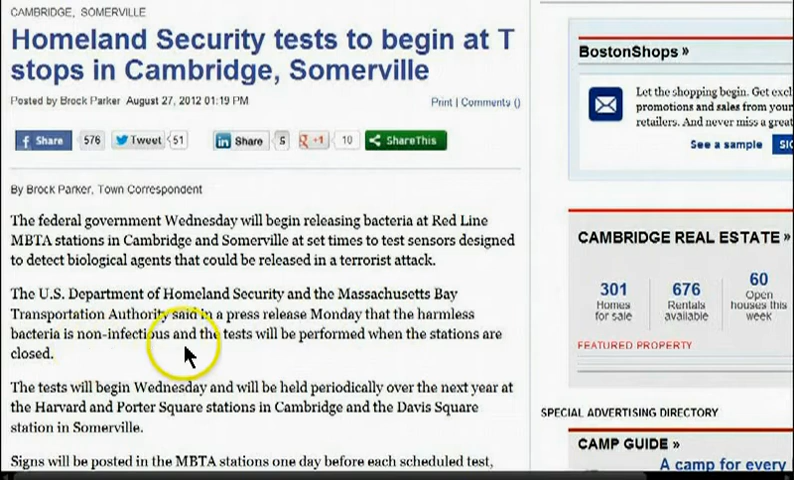 CAMBRIDGE, SOMERVILLE
Homeland Security tests to begin at T
stops in Cambridge, Somerville
Posted by Brock Parker August 27, 2012 01:19 PM
Print | Comments ()
f Share 576 Tweet 51 in Share 5 g +1 10 ShareThis
By Brock Parker, Town Correspondent
The federal government Wednesday will begin releasing bacteria at Red Line
MBTA stations in Cambridge and Somerville at set times to test sensors designed
to detect biological agents that could be released in a terrorist attack.
The U.S. Department of Homeland Security and the Massachusetts Bay
Transportation Authority said in a press release Monday that the harmless
bacteria is non-infectious and the tests will be performed when the stations are
closed.
The tests will begin Wednesday and will be held periodically over the next year at
the Harvard and Porter Square stations in Cambridge and the Davis Square
station in Somerville.
Signs will be posted in the MBTA stations one day before each scheduled test,
BostonShops »
Let the shopping begin. Get excl
promotions and sales from your
retailers. And never miss a great
See a sample SIG
CAMBRIDGE REAL ESTATE »
301 676 60
Homes Rentals Open
for sale available houses this
week
FEATURED PROPERTY
SPECIAL ADVERTISING DIRECTORY
CAMP GUIDE »
A camp for every